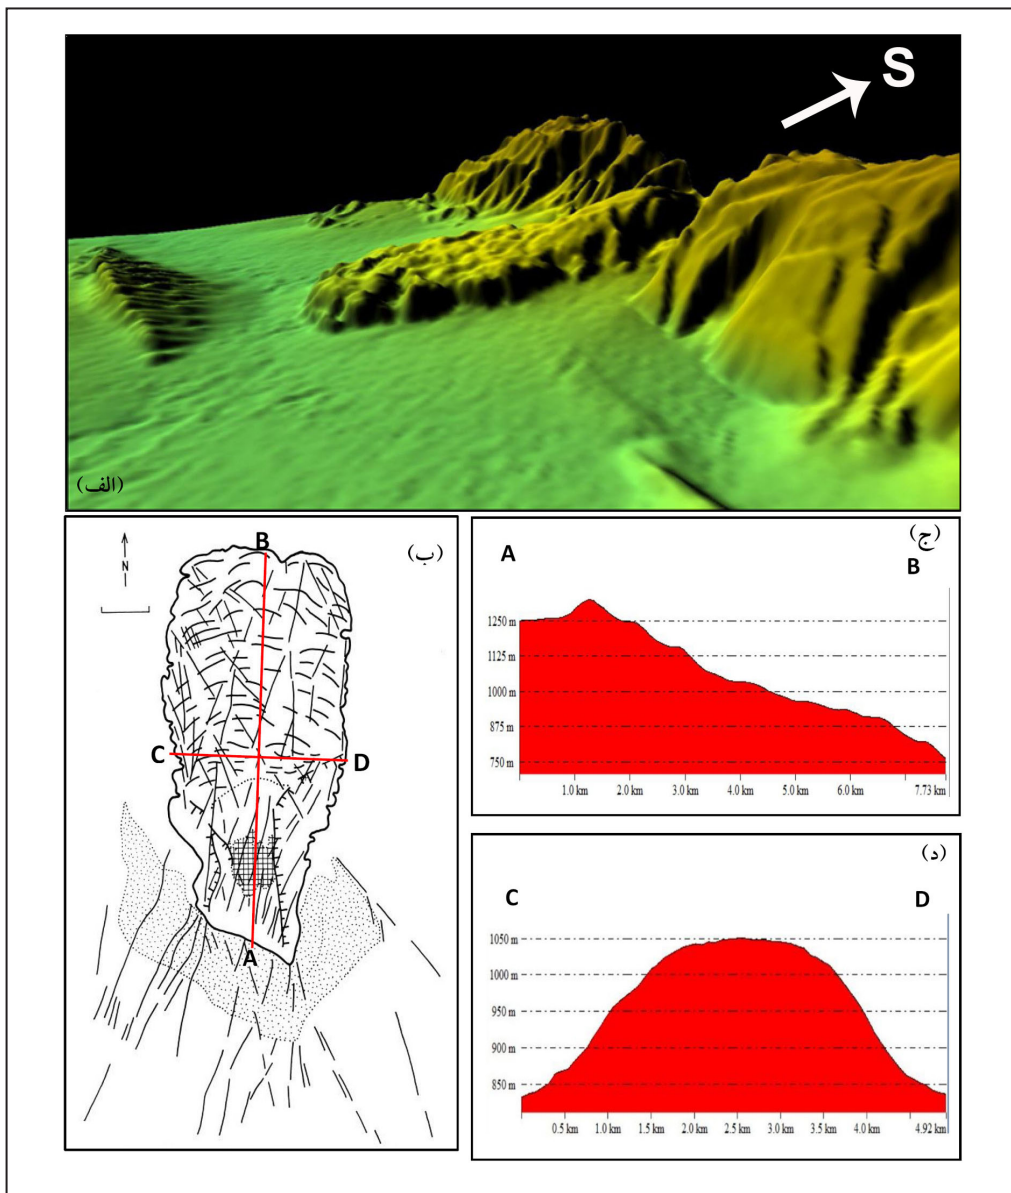 S
(الف)
(ب)
N
B
C
D
A
(ج)
A
B
1250 m
1125 m
1000 m
875 m
750 m
1.0 km
2.0 km
3.0 km
4.0 km
5.0 km
6.0 km
7.73 km
(د)
C
D
1050 m
1000 m
950 m
900 m
850 m
0.5 km
1.0 km
1.5 km
2.0 km
2.5 km
3.0 km
3.5 km
4.0 km
4.92 km